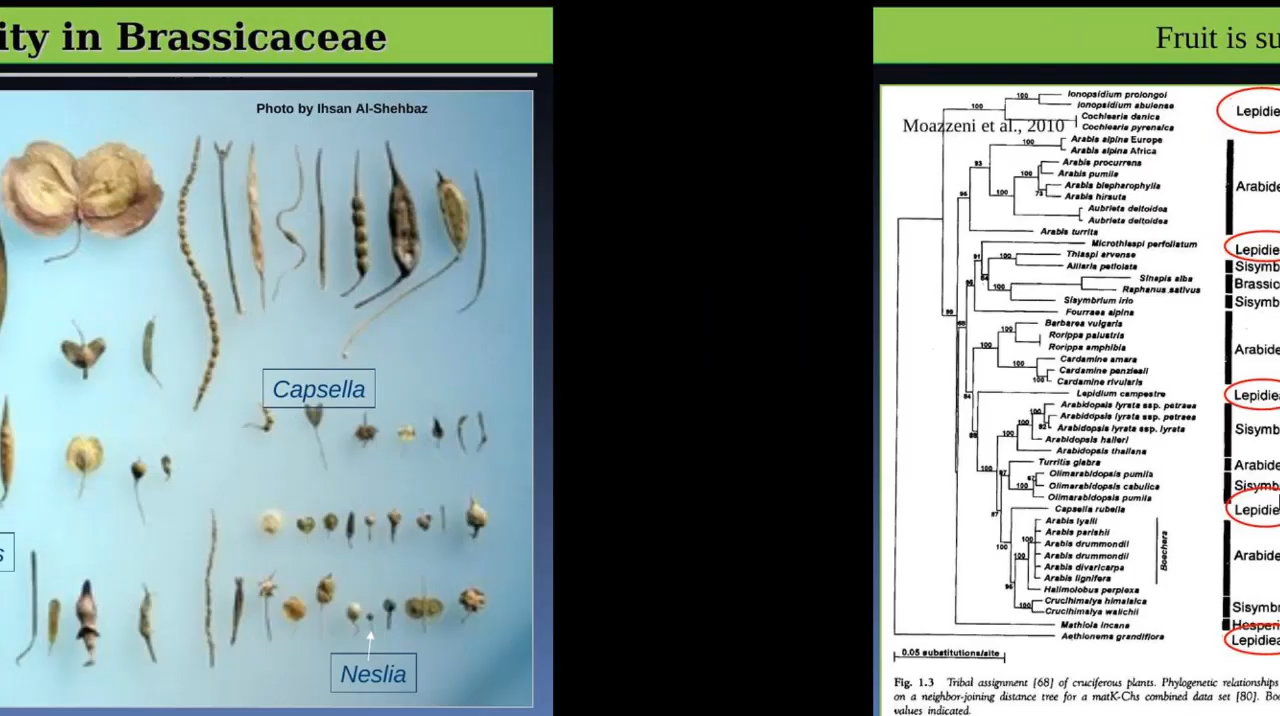 ity in Brassicaceae
Photo by Ihsan Al-Shehbaz
Capsella
s
Neslia
Fruit is su
Moazzeni et al., 2010
Ionopsidium prolongoi
Ionopsidium abulense
Cochlearia danica
Cochlearia pyrenaica
Arabis alpina Europe
Arabis alpina Africa
Arabis procurrens
Arabis pumila
Arabis blepharophylla
Arabis hirsuta
Aubrieta deltoidea
Aubrieta deltoidea
Arabis turrita
Microthlaspi perfoliatum
Thlaspi arvense
Alliaria petiolata
Sinapis alba
Raphanus sativus
Sisymbrium irio
Fourraea alpina
Barbarea vulgaris
Rorippa palustris
Rorippa amphibia
Cardamine amara
Cardamine penziesii
Cardamine rivularis
Lepidium campestre
Arabidopsis lyrata ssp. petraea
Arabidopsis lyrata ssp. petraea
Arabidopsis lyrata ssp. lyrata
Arabidopsis halleri
Arabidopsis thaliana
Turritis glabra
Olimarabidopsis pumila
Olimarabidopsis cabulica
Olimarabidopsis pumila
Capsella rubella
Arabis lyalli
Arabis parishii
Arabis drummondii
Arabis drummondii
Arabis divaricarpa
Arabis lignifera
Halimolobus perplexa
Crucihimalya himalaica
Crucihimalya walichii
Mathiola incana
Aethionema grandiflora
Boechera
Lepidie
Arabide
Lepidie
Sisymb
Brassic
Sisymb
Arabide
Lepidiea
Sisymb
Arabide
Sisymb
Lepidie
Arabide
Sisymb
Hesperi
Lepidiea
0.05 substitutions/site
Fig. 1.3 Tribal assignment [68] of cruciferous plants. Phylogenetic relationships
on a neighbor-joining distance tree for a matK-Chs combined data set [80]. Boo
values indicated.